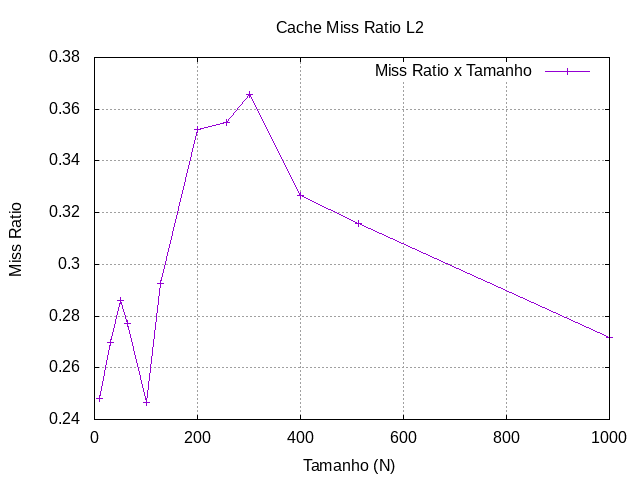 Cache Miss Ratio L2
Miss Ratio x Tamanho
0.38
0.36
0.34
0.32
0.3
0.28
0.26
0.24
Miss Ratio
0 200 400 600 800 1000
Tamanho (N)